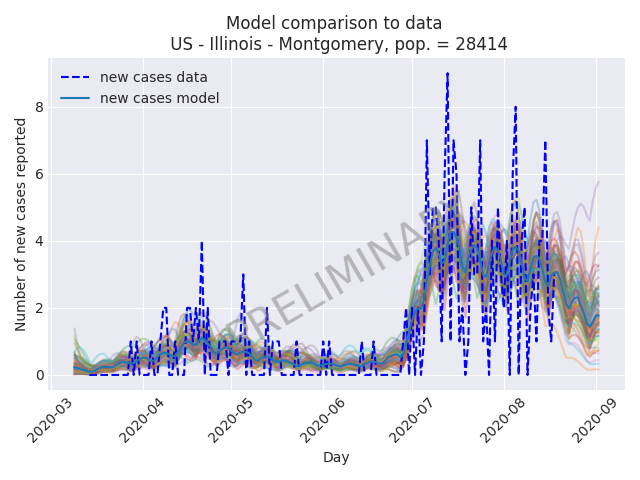 Model comparison to data
US - Illinois - Montgomery, pop. = 28414
new cases data
new cases model
PRELIMINARY
Number of new cases reported
8
6
4
2
0
2020-03
2020-04
2020-05
2020-06
2020-07
2020-08
2020-09
Day